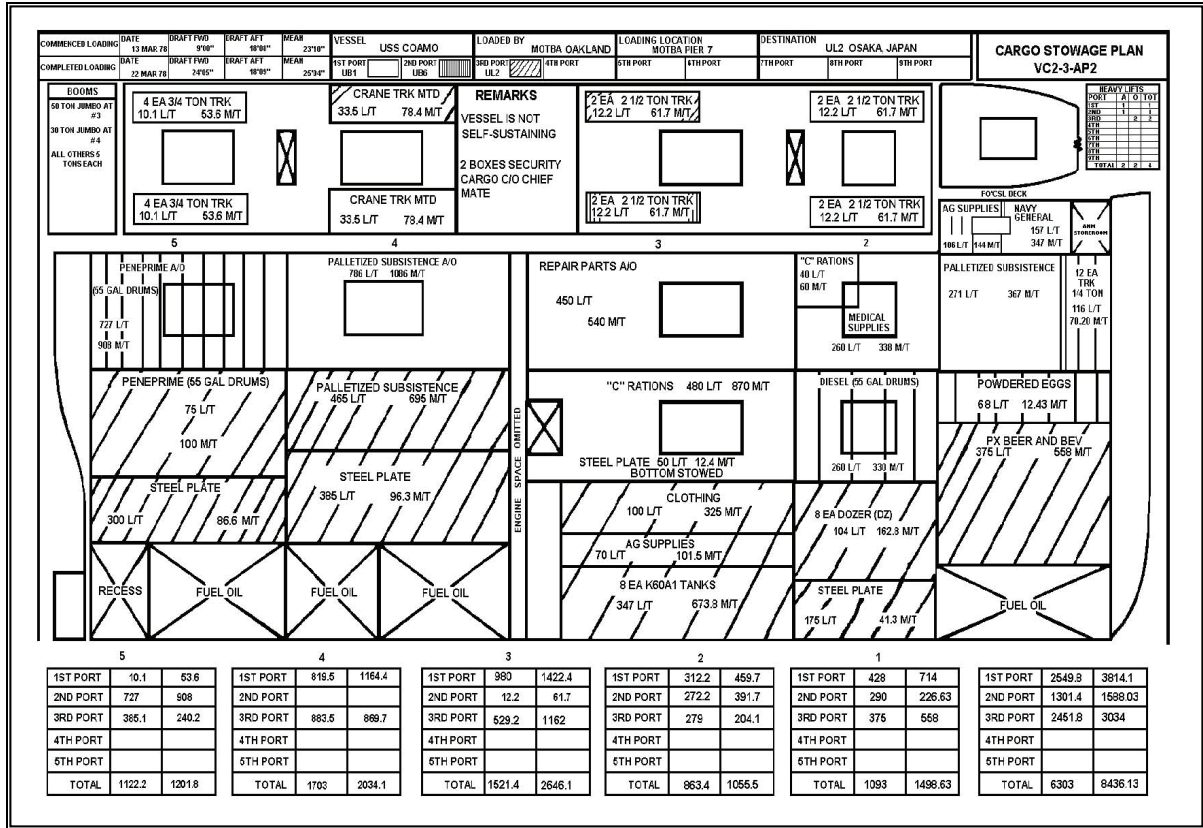 COMMENCED LOADING DATE 13 MAR 78 DRAFT FWD 9'00" DRAFT AFT 18'08" MEAN 23'10" VESSEL USS COAMO LOADED BY MOTBA OAKLAND LOADING LOCATION MOTBA PIER 7 DESTINATION UL2 OSAKA, JAPAN
COMPLETED LOADING DATE 22 MAR 78 DRAFT FWD 24'05" DRAFT AFT 18'09" MEAN 25'04" 1ST PORT UB1 2ND PORT UB6 3RD PORT UL2 4TH PORT 5TH PORT 6TH PORT 7TH PORT 8TH PORT 9TH PORT
CARGO STOWAGE PLAN
VC2-3-AP2
BOOMS
50 TON JUMBO AT
#3
30 TON JUMBO AT
#4
ALL OTHERS 5
TONS EACH
4 EA 3/4 TON TRK
10.1 L/T 53.6 M/T
4 EA 3/4 TON TRK
10.1 L/T 53.6 M/T
CRANE TRK MTD
33.5 L/T 78.4 M/T
CRANE TRK MTD
33.5 L/T 78.4 M/T
REMARKS
VESSEL IS NOT
SELF-SUSTAINING
2 BOXES SECURITY
CARGO C/O CHIEF
MATE
2 EA 2 1/2 TON TRK
12.2 L/T 61.7 M/T
2 EA 2 1/2 TON TRK
12.2 L/T 61.7 M/T
2 EA 2 1/2 TON TRK
12.2 L/T 61.7 M/T
2 EA 2 1/2 TON TRK
12.2 L/T 61.7 M/T
HEAVY LIFTS
PORT A O TOT
1ST 1 1
2ND 1 1
3RD 2 2
4TH
5TH
6TH
7TH
8TH
9TH
TOTAL 2 2 4
FO'CSL DECK
5 4 3 2
AG SUPPLIES
106 L/T 144 M/T
NAVY
GENERAL
157 L/T
347 M/T
STOREROOM
PENEPRIME A/O
(55 GAL DRUMS)
727 L/T
908 M/T
PALLETIZED SUBSISTENCE A/O
786 L/T 1086 M/T
REPAIR PARTS A/O
450 L/T
540 M/T
"C" RATIONS
40 L/T
60 M/T
MEDICAL
SUPPLIES
260 L/T 338 M/T
PALLETIZED SUBSISTENCE
271 L/T 367 M/T
12 EA
TRK
1/4 TON
116 L/T
70.20 M/T
PENEPRIME (55 GAL DRUMS)
75 L/T
100 M/T
PALLETIZED SUBSISTENCE
465 L/T 695 M/T
"C" RATIONS 480 L/T 870 M/T
STEEL PLATE 50 L/T 12.4 M/T
BOTTOM STOWED
DIESEL (55 GAL DRUMS)
260 L/T 330 M/T
POWDERED EGGS
68 L/T 12.43 M/T
PX BEER AND BEV
375 L/T 558 M/T
ENGINE SPACE OMITTED
STEEL PLATE
300 L/T 86.6 M/T
STEEL PLATE
385 L/T 96.3 M/T
CLOTHING
100 L/T 325 M/T
AG SUPPLIES
70 L/T 101.5 M/T
8 EA K60A1 TANKS
347 L/T 673.8 M/T
8 EA DOZER (DZ)
104 L/T 162.8 M/T
STEEL PLATE
175 L/T 41.3 M/T
RECESS
FUEL OIL
FUEL OIL
FUEL OIL
FUEL OIL
5
1ST PORT 10.1 53.6
2ND PORT 727 908
3RD PORT 385.1 240.2
4TH PORT
5TH PORT
TOTAL 1122.2 1201.8
4
1ST PORT 819.5 1164.4
2ND PORT
3RD PORT 883.5 869.7
4TH PORT
5TH PORT
TOTAL 1703 2034.1
3
1ST PORT 980 1422.4
2ND PORT 12.2 61.7
3RD PORT 529.2 1162
4TH PORT
5TH PORT
TOTAL 1521.4 2646.1
2
1ST PORT 312.2 459.7
2ND PORT 272.2 391.7
3RD PORT 279 204.1
4TH PORT
5TH PORT
TOTAL 863.4 1055.5
1
1ST PORT 428 714
2ND PORT 290 226.63
3RD PORT 375 558
4TH PORT
5TH PORT
TOTAL 1093 1498.63
1ST PORT 2549.8 3814.1
2ND PORT 1301.4 1588.03
3RD PORT 2451.8 3034
4TH PORT
5TH PORT
TOTAL 6303 8436.13